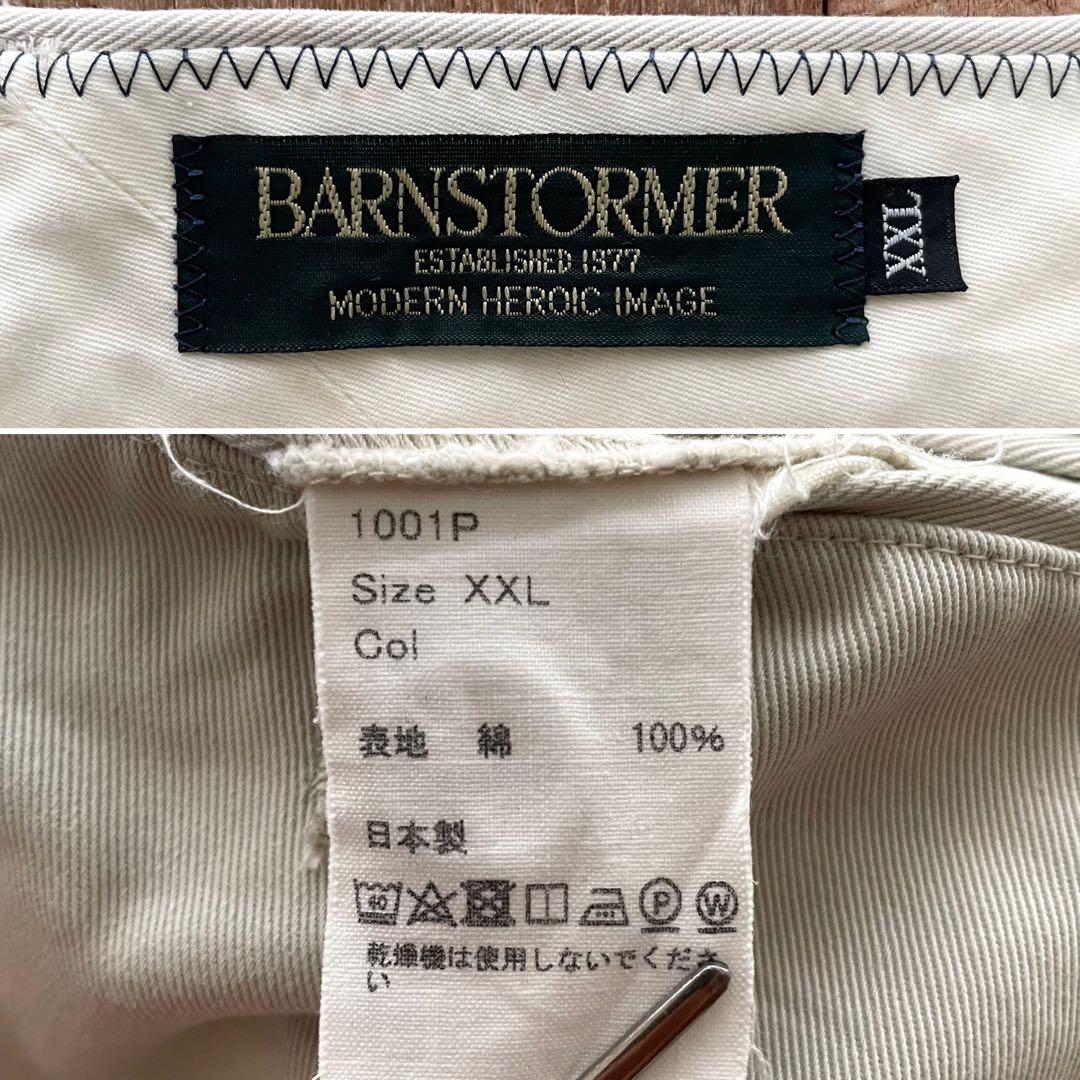 BARNSTORMER
ESTABLISHED 1977
MODERN HEROIC IMAGE
XXL
1001P
Size XXL
Col
表地 綿 100%
日本製
40 P W
乾燥機は使用しないでくださ
い